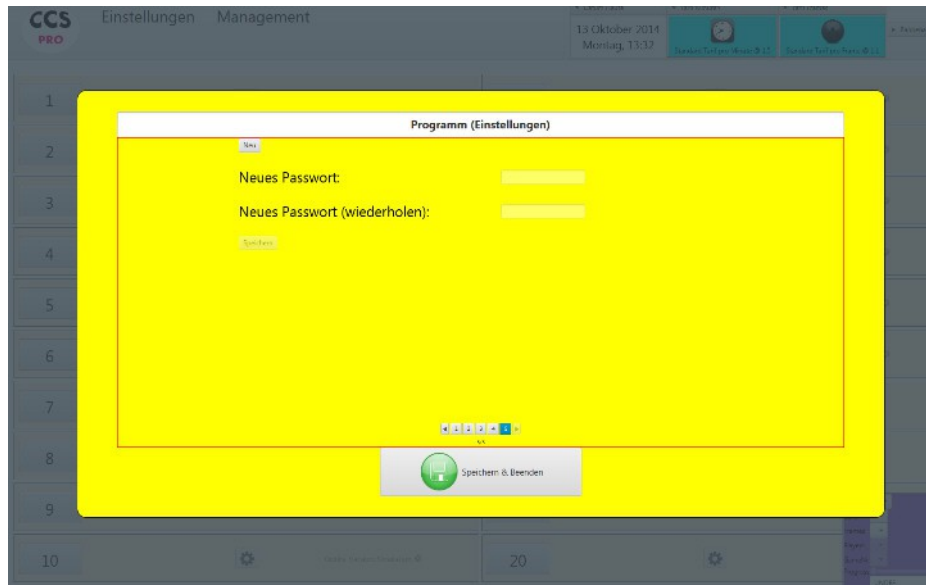 CCS
PRO
Einstellungen Management
13 Oktober 2014
Montag, 13:32
1
2
3
4
5
6
7
8
9
10
20
Programm (Einstellungen)
Neu
Neues Passwort:
Neues Passwort (wiederholen):
Speichern
1 2 3 4 5
Speichern & Beenden